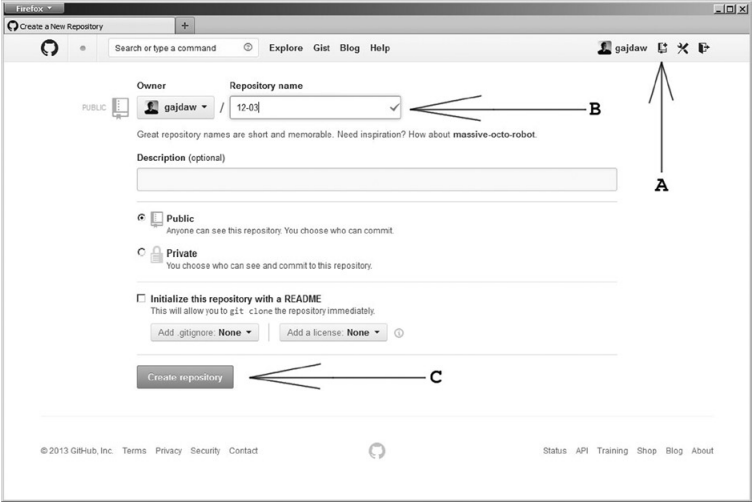 Firefox
Create a New Repository
Search or type a command
Explore Gist Blog Help
gajdaw
Owner Repository name
PUBLIC gajdaw / 12-03
B
Great repository names are short and memorable. Need inspiration? How about massive-octo-robot.
A
Description (optional)
Public
Anyone can see this repository. You choose who can commit.
Private
You choose who can see and commit to this repository.
Initialize this repository with a README
This will allow you to git clone the repository immediately.
Add .gitignore: None Add a license: None
Create repository
C
© 2013 GitHub, Inc. Terms Privacy Security Contact
Status API Training Shop Blog About